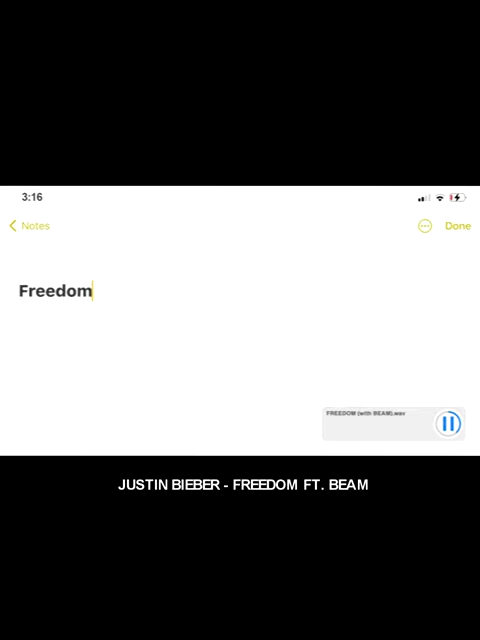 3:16
Notes
Done
Freedom
FREEDOM (with BEAM).wav
JUSTIN BIEBER - FREEDOM FT. BEAM